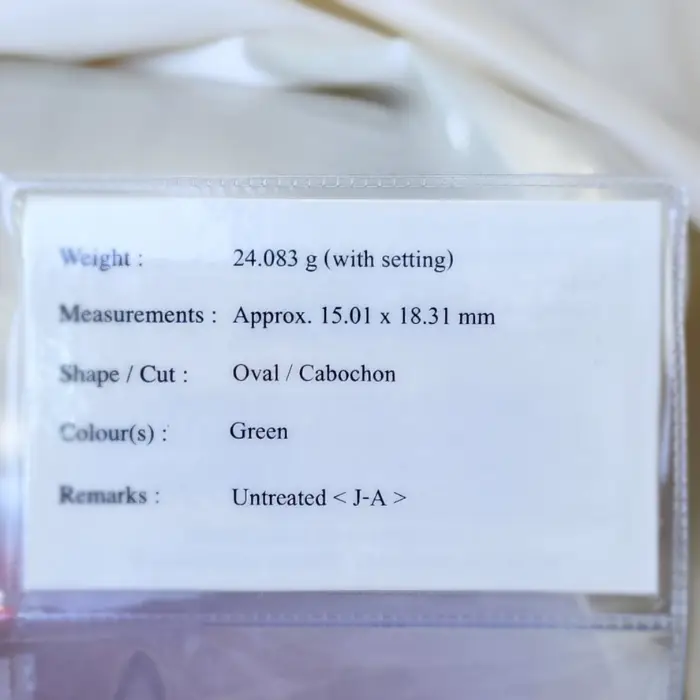 Weight : 24.083 g (with setting)
Measurements : Approx. 15.01 x 18.31 mm
Shape / Cut : Oval / Cabochon
Colour(s) : Green
Remarks : Untreated < J-A >